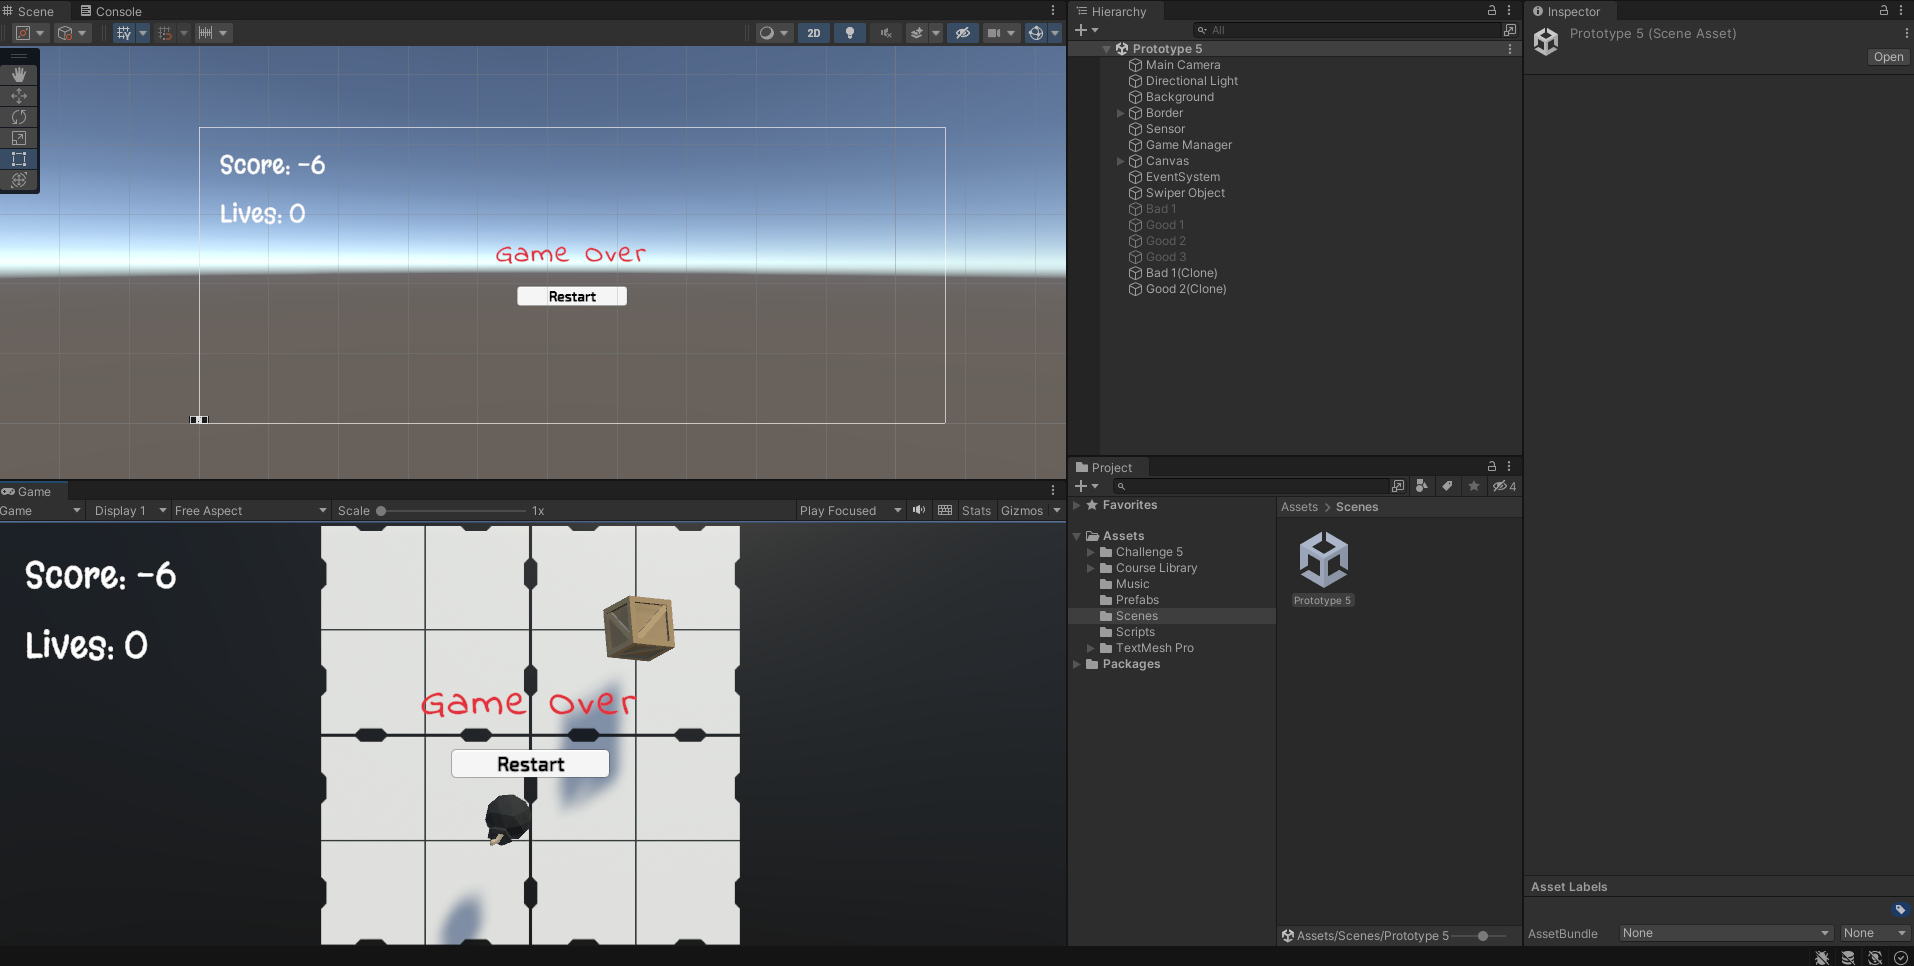 Scene
Console
2D
Score: -6
Lives: 0
Game Over
Restart
Game
Game
Display 1
Free Aspect
Scale
1x
Play Focused
Stats
Gizmos
Score: -6
Lives: 0
Game Over
Restart
Hierarchy
All
Prototype 5
Main Camera
Directional Light
Background
Border
Sensor
Game Manager
Canvas
EventSystem
Swiper Object
Bad 1
Good 1
Good 2
Good 3
Bad 1(Clone)
Good 2(Clone)
Project
4
Favorites
Assets
Challenge 5
Course Library
Music
Prefabs
Scenes
Scripts
TextMesh Pro
Packages
Assets > Scenes
Prototype 5
Assets/Scenes/Prototype 5
Inspector
Prototype 5 (Scene Asset)
Open
Asset Labels
AssetBundle
None
None